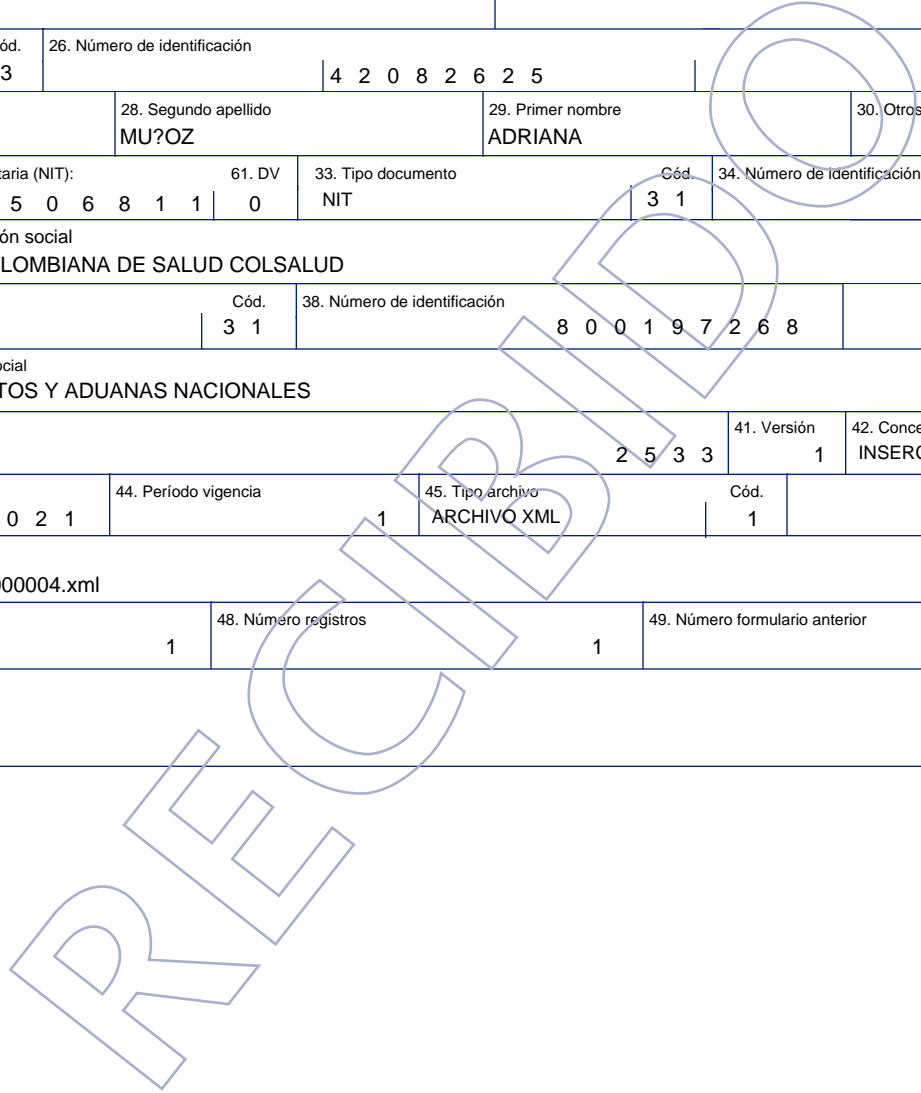 ód. 26. Número de identificación
3 4 2 0 8 2 6 2 5
28. Segundo apellido 29. Primer nombre 30. Otros
MU?OZ ADRIANA
taria (NIT): 61. DV 33. Tipo documento Cód. 34. Número de identificación
5 0 6 8 1 1 0 NIT 3 1
ón social
LOMBIANA DE SALUD COLSALUD
Cód. 38. Número de identificación
3 1 8 0 0 1 9 7 2 6 8
ocial
TOS Y ADUANAS NACIONALES
41. Versión 42. Conce
2 5 3 3 1 INSERC
44. Período vigencia 45. Tipo archivo Cód.
0 2 1 1 ARCHIVO XML 1
000004.xml
48. Número registros 49. Número formulario anterior
1 1
RECIBIDO